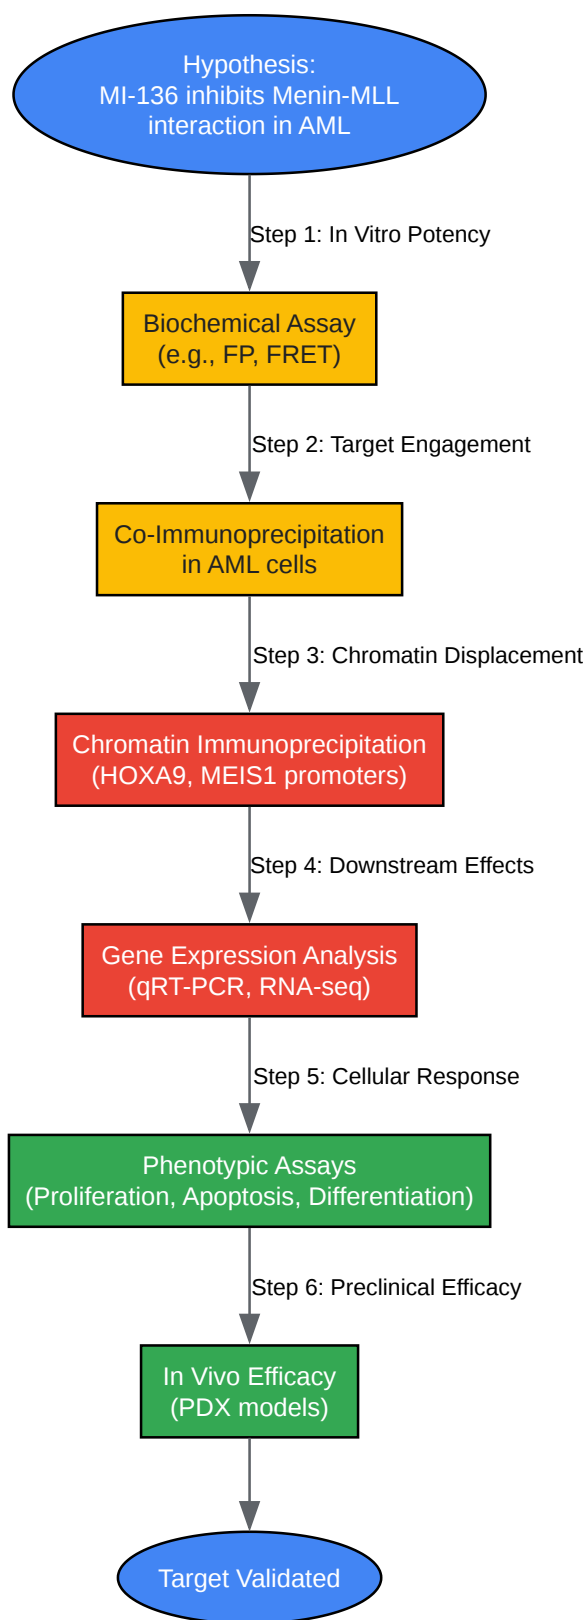 Hypothesis:
MI-136 inhibits Menin-MLL
interaction in AML
Step 1: In Vitro Potency
Biochemical Assay
(e.g., FP, FRET)
Step 2: Target Engagement
Co-Immunoprecipitation
in AML cells
Step 3: Chromatin Displacement
Chromatin Immunoprecipitation
(HOXA9, MEIS1 promoters)
Step 4: Downstream Effects
Gene Expression Analysis
(qRT-PCR, RNA-seq)
Step 5: Cellular Response
Phenotypic Assays
(Proliferation, Apoptosis, Differentiation)
Step 6: Preclinical Efficacy
In Vivo Efficacy
(PDX models)
Target Validated